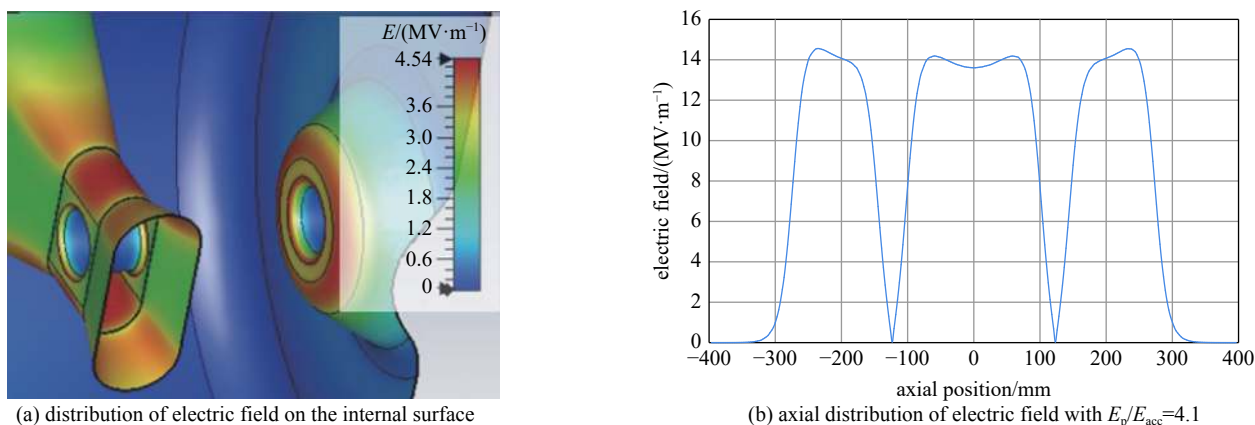 E/(MV·m⁻¹)
4.54
3.6
3.0
2.4
1.8
1.2
0.6
0
(a) distribution of electric field on the internal surface
electric field/(MV·m⁻¹)
16
14
12
10
8
6
4
2
0
−400 −300 −200 −100 0 100 200 300 400
axial position/mm
(b) axial distribution of electric field with Eₚ/Eacc=4.1